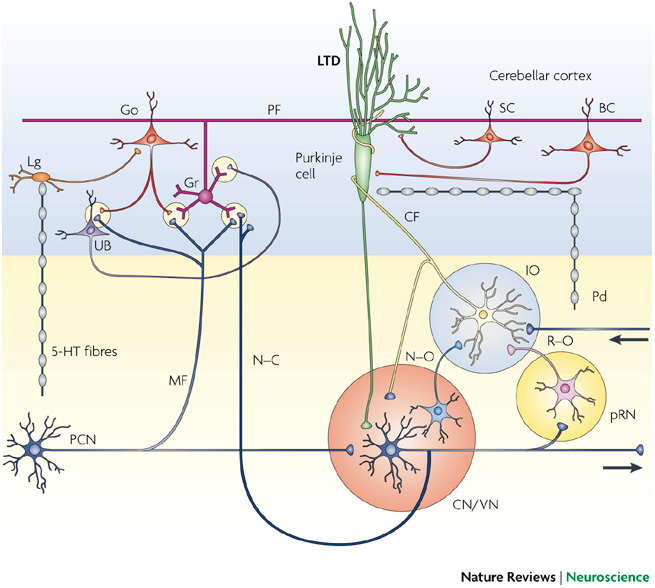 LTD
Cerebellar cortex
Go
PF
SC
BC
Lg
Purkinje
cell
Gr
UB
CF
IO
Pd
5-HT fibres
MF
N–C
N–O
R–O
pRN
PCN
CN/VN
Nature Reviews | Neuroscience